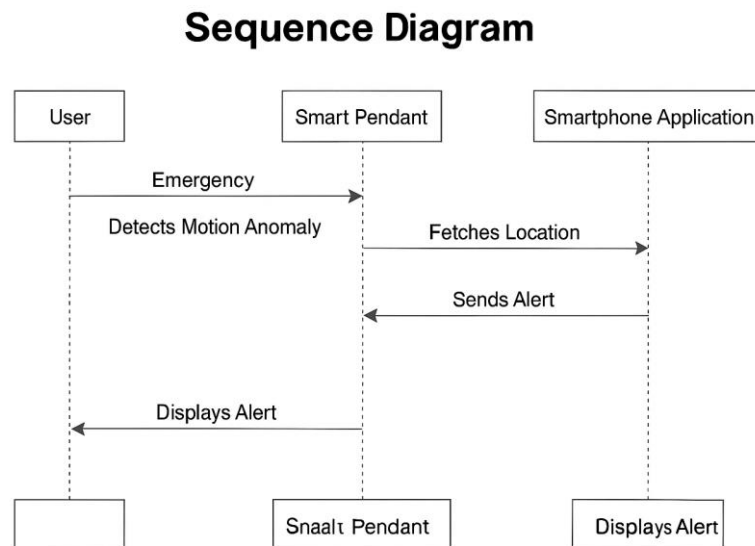 Sequence Diagram
User
Smart Pendant
Smartphone Application
Emergency
Detects Motion Anomaly
Fetches Location
Sends Alert
Displays Alert
Snaalτ Pendant
Displays Alert